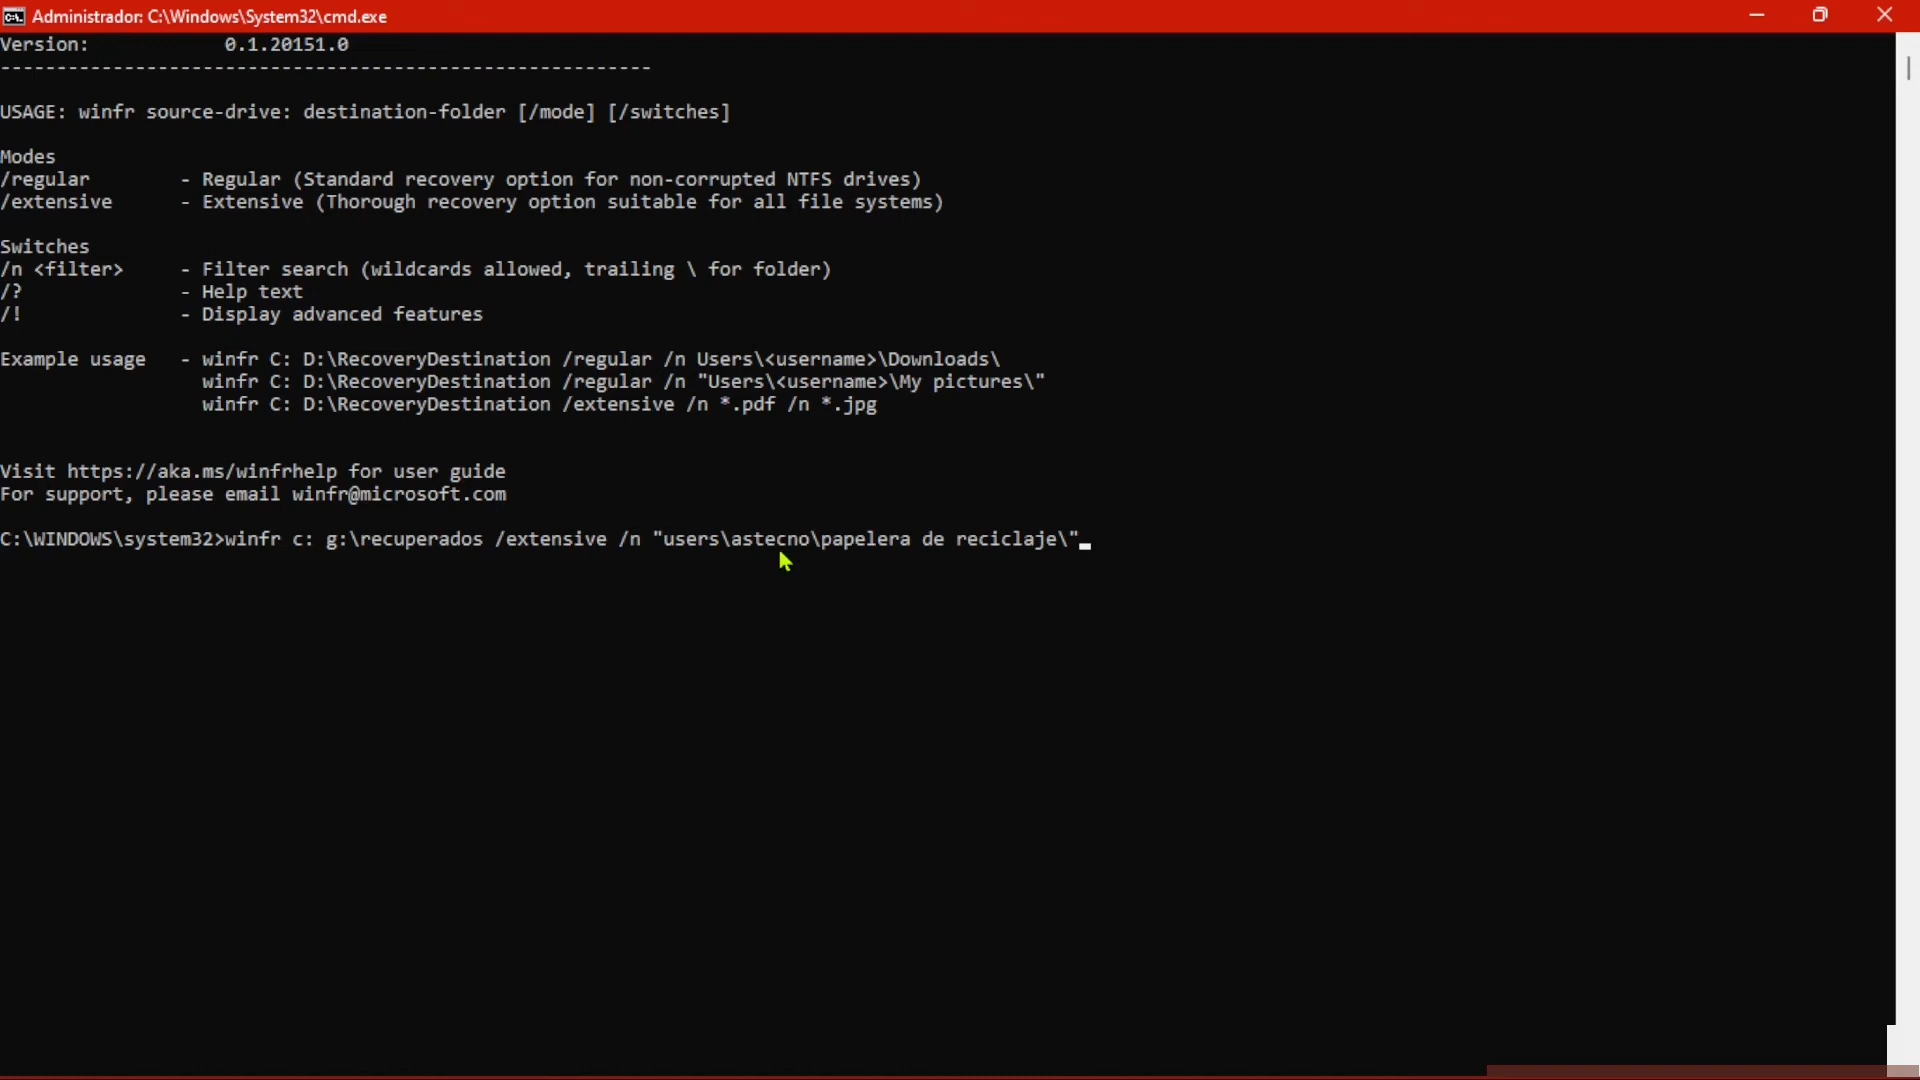 Administrador: C:\Windows\System32\cmd.exe
Version:            0.1.20151.0
----------------------------------------------------------
USAGE: winfr source-drive: destination-folder [/mode] [/switches]
Modes
/regular        - Regular (Standard recovery option for non-corrupted NTFS drives)
/extensive      - Extensive (Thorough recovery option suitable for all file systems)
Switches
/n <filter>     - Filter search (wildcards allowed, trailing \ for folder)
/?              - Help text
/!              - Display advanced features
Example usage   - winfr C: D:\RecoveryDestination /regular /n Users\<username>\Downloads\
                  winfr C: D:\RecoveryDestination /regular /n "Users\<username>\My pictures\"
                  winfr C: D:\RecoveryDestination /extensive /n *.pdf /n *.jpg
Visit https://aka.ms/winfrhelp for user guide
For support, please email winfr@microsoft.com
C:\WINDOWS\system32>winfr c: g:\recuperados /extensive /n "users\astecno\papelera de reciclaje\"